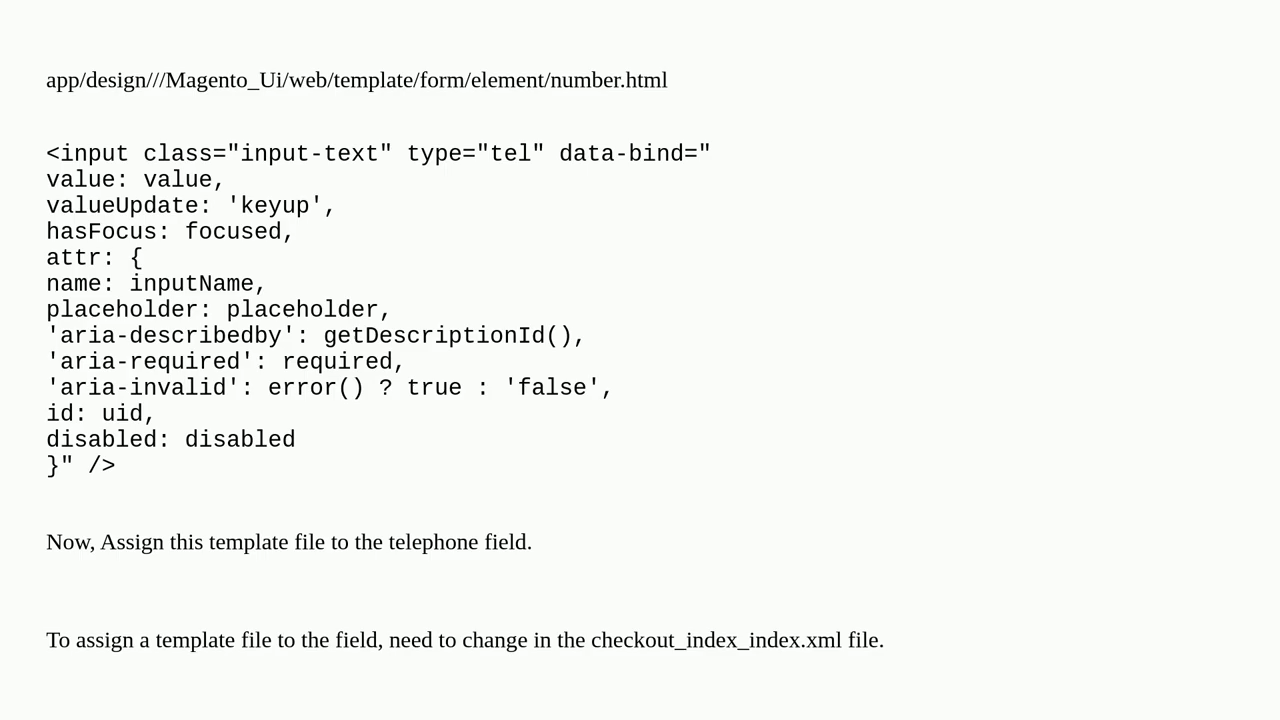 app/design///Magento_Ui/web/template/form/element/number.html
<input class="input-text" type="tel" data-bind="
value: value,
valueUpdate: 'keyup',
hasFocus: focused,
attr: {
name: inputName,
placeholder: placeholder,
'aria-describedby': getDescriptionId(),
'aria-required': required,
'aria-invalid': error() ? true : 'false',
id: uid,
disabled: disabled
}" />
Now, Assign this template file to the telephone field.
To assign a template file to the field, need to change in the checkout_index_index.xml file.